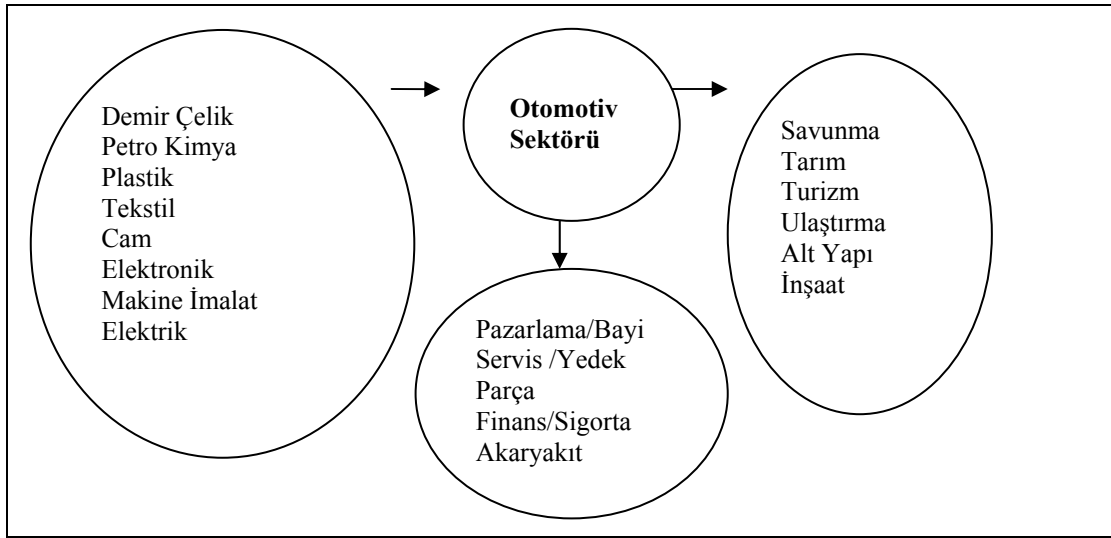 Demir Çelik
Petro Kimya
Plastik
Tekstil
Cam
Elektronik
Makine İmalat
Elektrik
Otomotiv
Sektörü
Savunma
Tarım
Turizm
Ulaştırma
Alt Yapı
İnşaat
Pazarlama/Bayi
Servis /Yedek
Parça
Finans/Sigorta
Akaryakıt